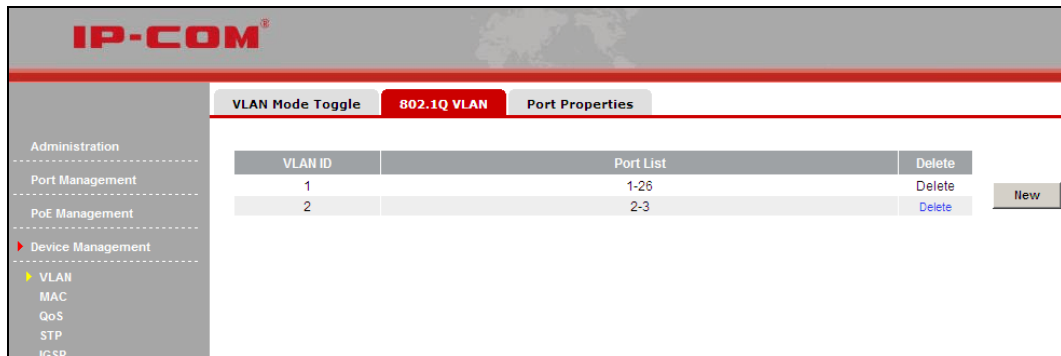 IP-COM®
VLAN Mode Toggle 802.1Q VLAN Port Properties
Administration
Port Management
PoE Management
Device Management
VLAN
MAC
QoS
STP
IGSP
VLAN ID Port List Delete
1 1-26 Delete
2 2-3 Delete
New